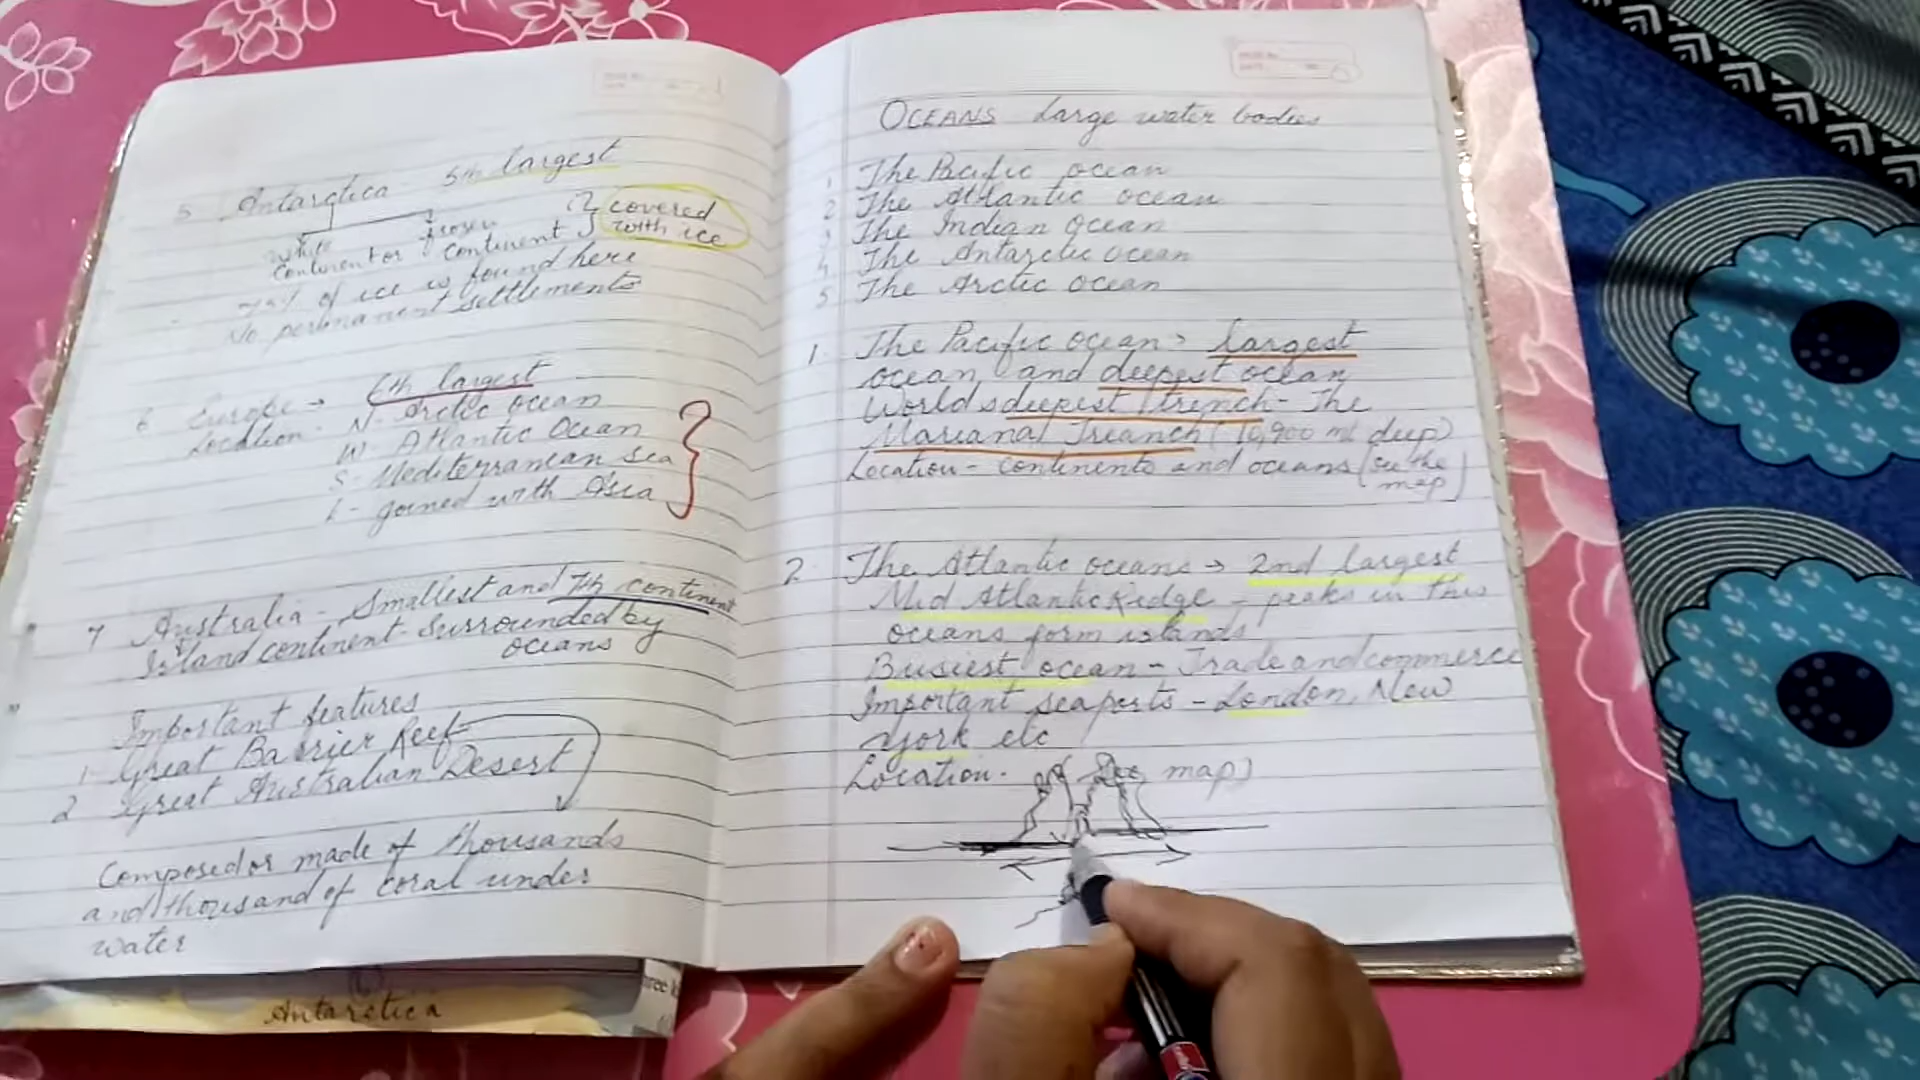 5 Antarctica - 5th largest
White continent or frozen continent } covered with ice
75% of ice is found here
No permanent settlements
6 Europe → 6th largest
Location - N - Arctic ocean
W - Atlantic Ocean
S - Mediterranean sea
E - joined with Asia
7 Australia - Smallest and 7th continent
Island continent - surrounded by
oceans
Important features
1 Great Barrier Reef
2 Great Australian Desert
Composed or made of thousands
and thousand of coral under
water
Antarctica
OCEANS Large water bodies
1 The Pacific ocean
2 The Atlantic ocean
3 The Indian Ocean
4 The Antarctic ocean
5 The Arctic ocean
1. The Pacific ocean → largest
ocean and deepest ocean
World's deepest trench - The
Mariana Treanch (10,900 mt deep)
Location - continents and oceans (see the
map)
2. The Atlantic oceans → 2nd largest
Mid Atlantic Ridge - peaks in this
oceans form islands
Busiest ocean - Trade and commerce
Important seaports - London, New
York etc
Location - (See map)